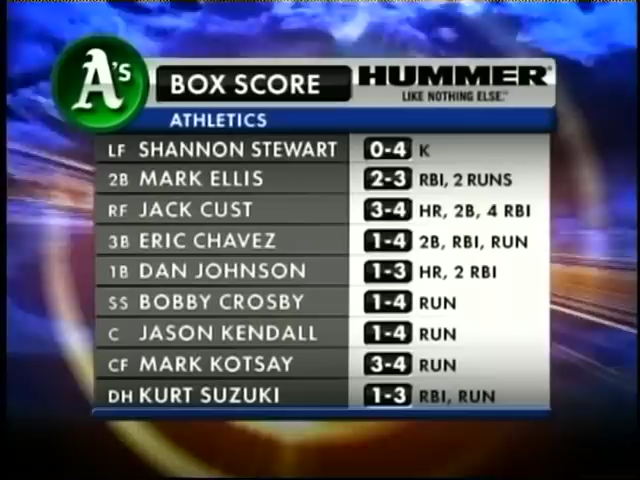 A's
BOX SCORE
HUMMER
LIKE NOTHING ELSE.™
ATHLETICS
LF SHANNON STEWART 0-4 K
2B MARK ELLIS 2-3 RBI, 2 RUNS
RF JACK CUST 3-4 HR, 2B, 4 RBI
3B ERIC CHAVEZ 1-4 2B, RBI, RUN
1B DAN JOHNSON 1-3 HR, 2 RBI
SS BOBBY CROSBY 1-4 RUN
C JASON KENDALL 1-4 RUN
CF MARK KOTSAY 3-4 RUN
DH KURT SUZUKI 1-3 RBI, RUN